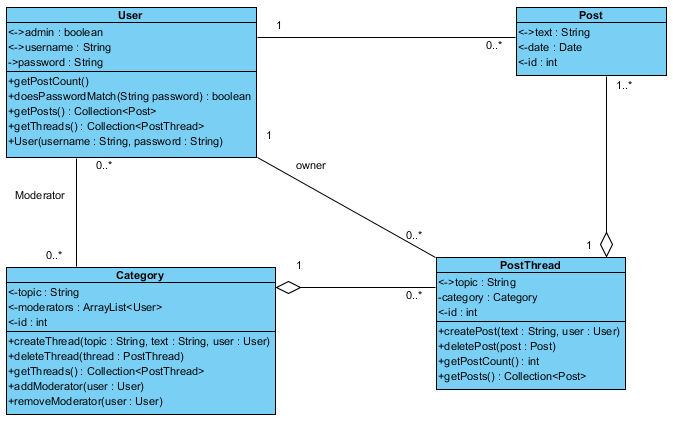 User
<->admin : boolean
<->username : String
->password : String
+getPostCount()
+doesPasswordMatch(String password) : boolean
+getPosts() : Collection<Post>
+getThreads() : Collection<PostThread>
+User(username : String, password : String)
1
0..*
Post
<->text : String
<-date : Date
<-id : int
1..*
1
owner
0..*
0..*
Moderator
0..*
1
Category
<-topic : String
<-moderators : ArrayList<User>
<-id : int
+createThread(topic : String, text : String, user : User)
+deleteThread(thread : PostThread)
+getThreads() : Collection<PostThread>
+addModerator(user : User)
+removeModerator(user : User)
1
0..*
PostThread
<->topic : String
-category : Category
<-id : int
+createPost(text : String, user : User)
+deletePost(post : Post)
+getPostCount() : int
+getPosts() : Collection<Post>